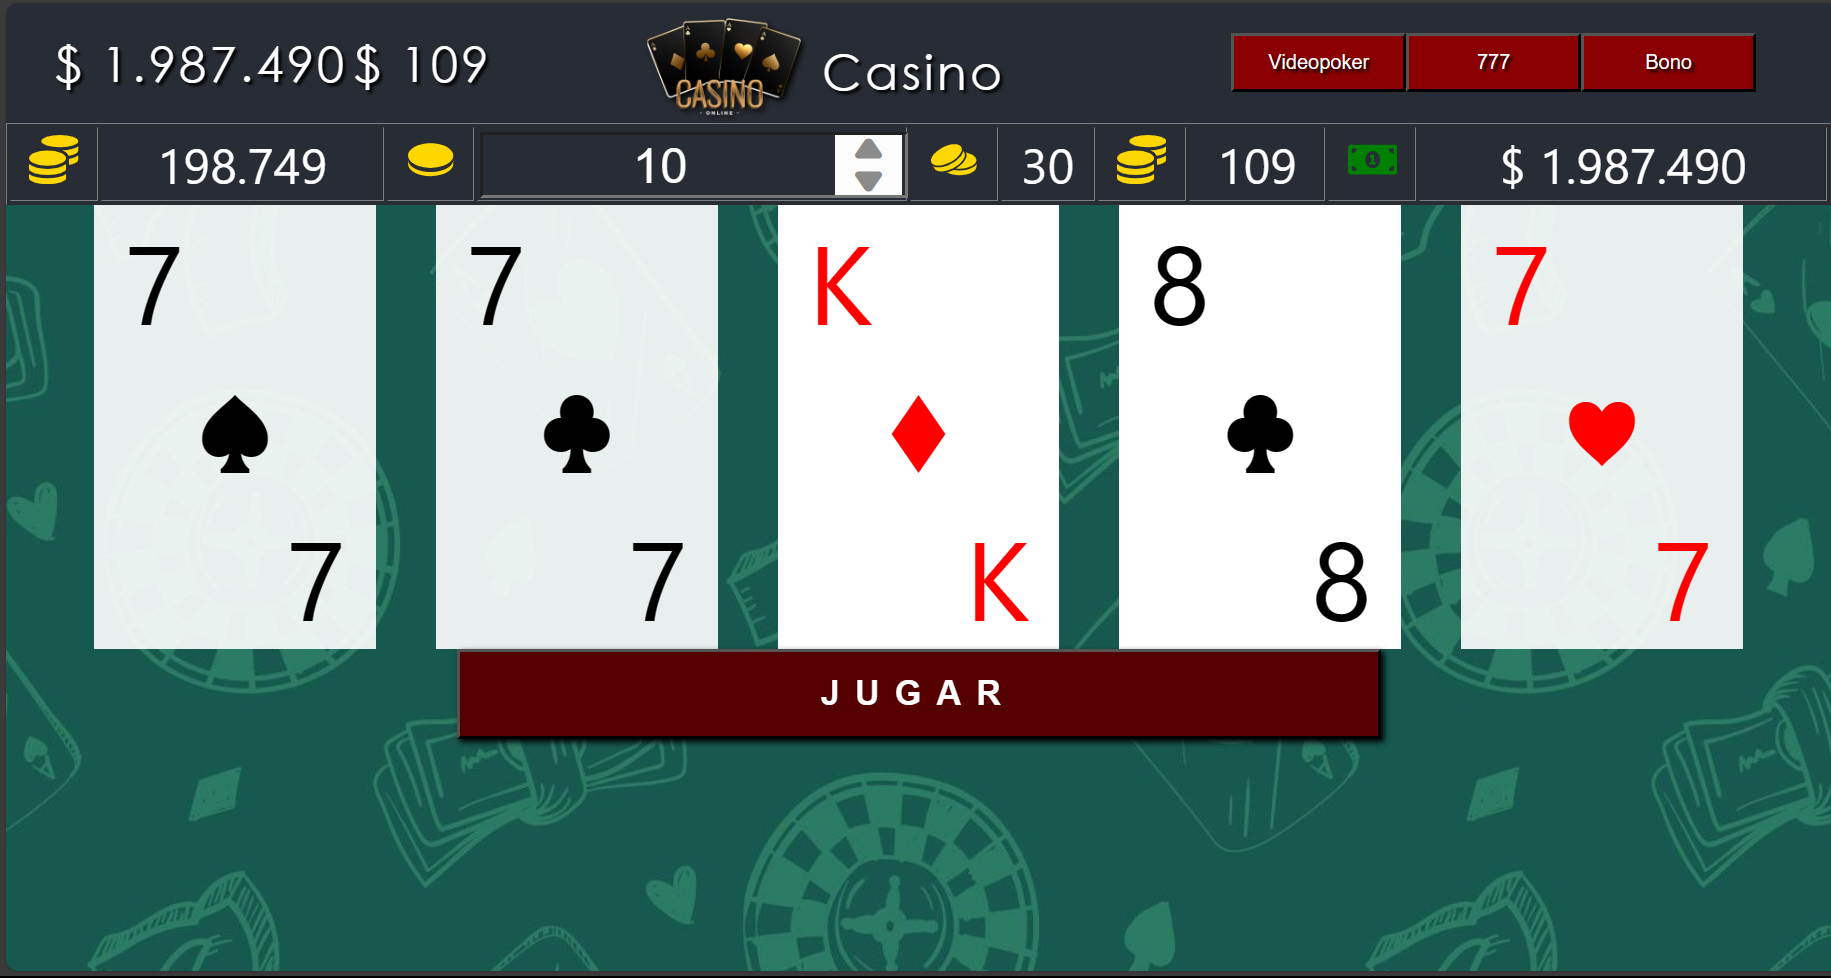 $ 1.987.490 $ 109
CASINO
- ONLINE -
Casino
Videopoker
777
Bono
198.749
10
30
109
$ 1.987.490
7
7
K
8
7
7
7
K
8
7
JUGAR